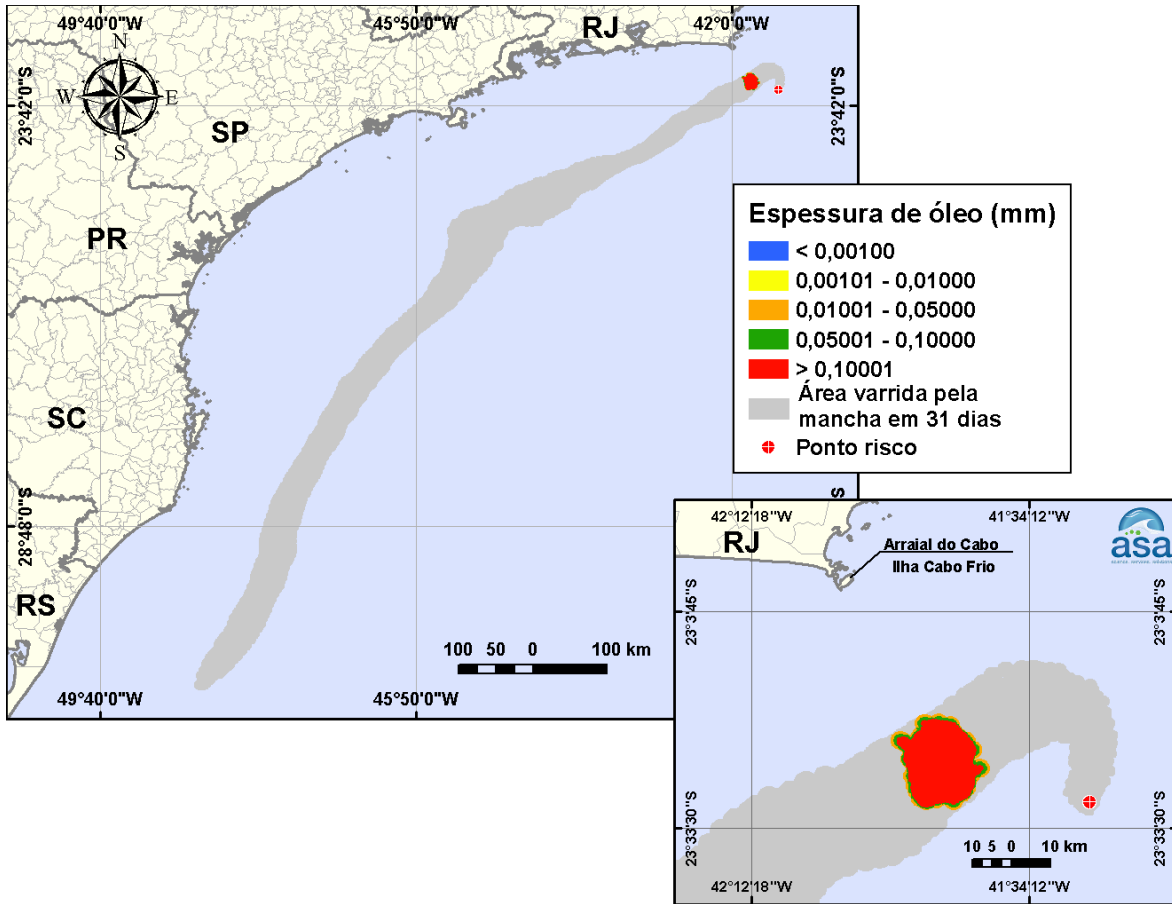 49°40'0"W
45°50'0"W
42°0'0"W
RJ
N
W
E
S
23°42'0"S
23°42'0"S
SP
PR
SC
RS
28°48'0"S
100 50 0 100 km
49°40'0"W
45°50'0"W
Espessura de óleo (mm)
< 0,00100
0,00101 - 0,01000
0,01001 - 0,05000
0,05001 - 0,10000
> 0,10001
Área varrida pela
mancha em 31 dias
Ponto risco
42°12'18"W
41°34'12"W
RJ
Arraial do Cabo
Ilha Cabo Frio
asa
23°3'45"S
23°3'45"S
23°33'30"S
23°33'30"S
10 5 0 10 km
42°12'18"W
41°34'12"W